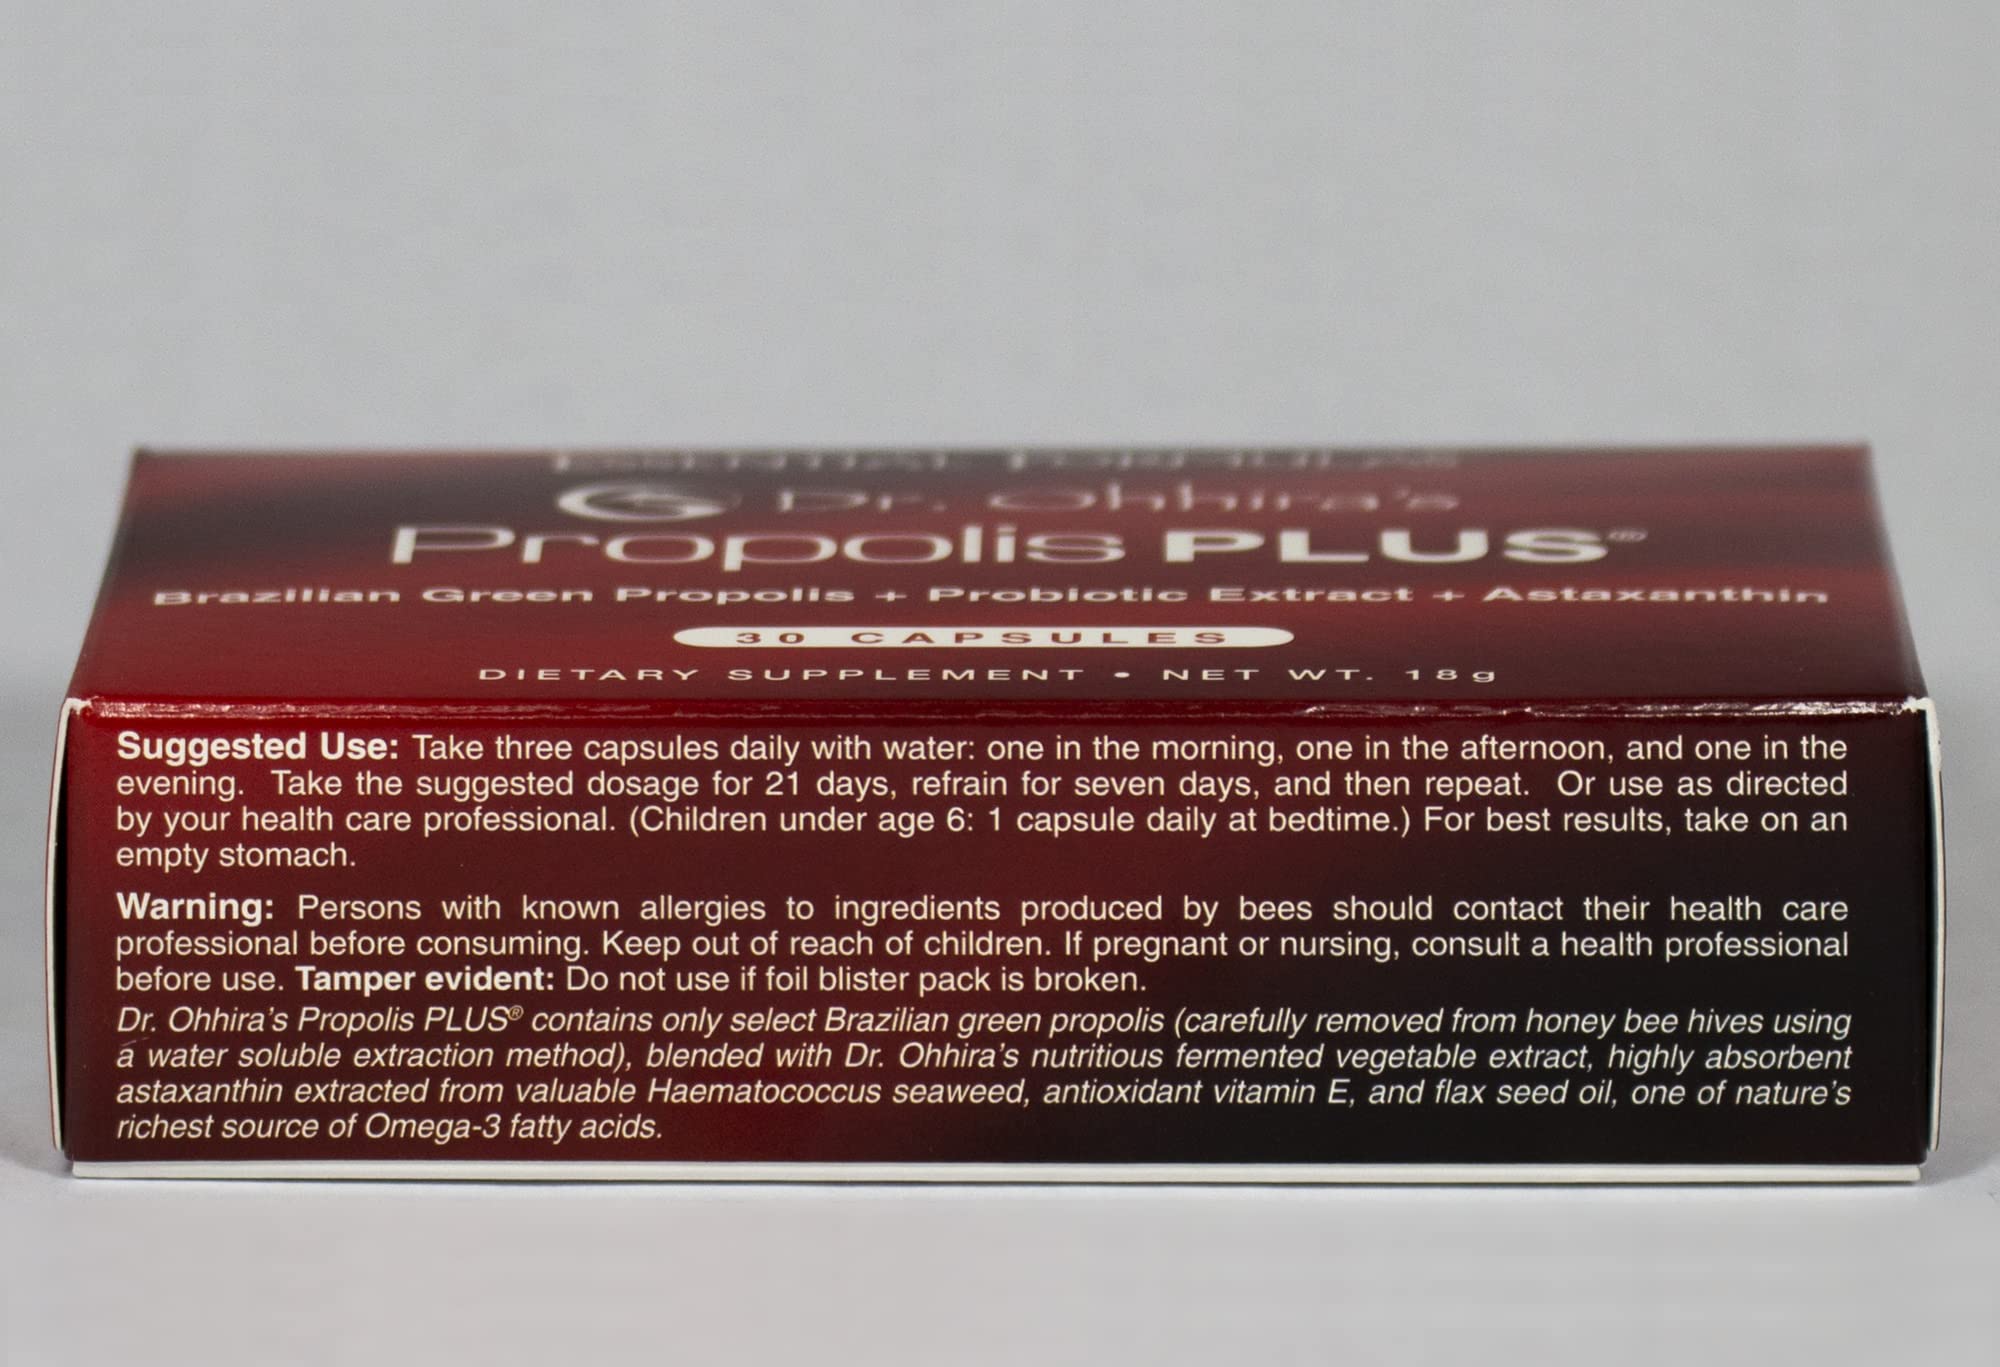 ESSENTIAL FORMULAS
Dr. Ohhira's
Propolis PLUS®
Brazilian Green Propolis + Probiotic Extract + Astaxanthin
30 CAPSULES
DIETARY SUPPLEMENT • NET WT. 18g
Suggested Use: Take three capsules daily with water: one in the morning, one in the afternoon, and one in the
evening. Take the suggested dosage for 21 days, refrain for seven days, and then repeat. Or use as directed
by your health care professional. (Children under age 6: 1 capsule daily at bedtime.) For best results, take on an
empty stomach.
Warning: Persons with known allergies to ingredients produced by bees should contact their health care
professional before consuming. Keep out of reach of children. If pregnant or nursing, consult a health professional
before use. Tamper evident: Do not use if foil blister pack is broken.
Dr. Ohhira's Propolis PLUS® contains only select Brazilian green propolis (carefully removed from honey bee hives using
a water soluble extraction method), blended with Dr. Ohhira's nutritious fermented vegetable extract, highly absorbent
astaxanthin extracted from valuable Haematococcus seaweed, antioxidant vitamin E, and flax seed oil, one of nature's
richest source of Omega-3 fatty acids.